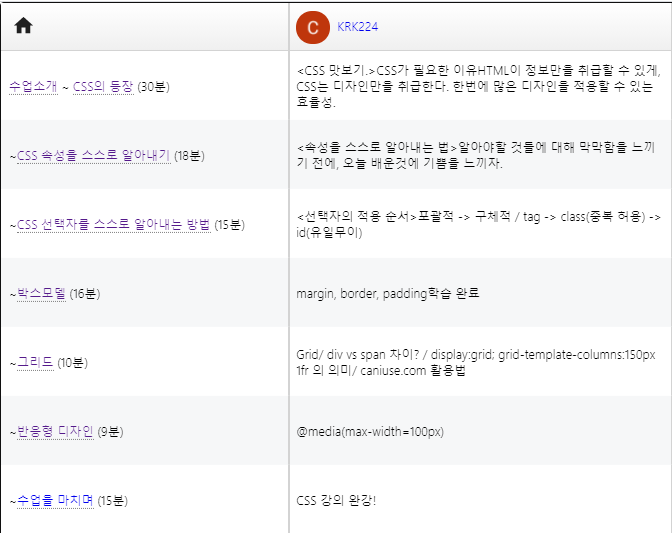 C KRK224
수업소개 ~ CSS의 등장 (30분)
<CSS 맛보기.>CSS가 필요한 이유HTML이 정보만을 취급할 수 있게,
CSS는 디자인만을 취급한다. 한번에 많은 디자인을 적용할 수 있는
효율성.
~CSS 속성을 스스로 알아내기 (18분)
<속성을 스스로 알아내는 법>알아야할 것들에 대해 막막함을 느끼
기 전에, 오늘 배운것에 기쁨을 느끼자.
~CSS 선택자를 스스로 알아내는 방법 (15분)
<선택자의 적용 순서>포괄적 -> 구체적 / tag -> class(중복 허용) ->
id(유일무이)
~박스모델 (16분)
margin, border, padding학습 완료
~그리드 (10분)
Grid/ div vs span 차이? / display:grid; grid-template-columns:150px
1fr 의 의미/ caniuse.com 활용법
~반응형 디자인 (9분)
@media(max-width=100px)
~수업을 마치며 (15분)
CSS 강의 완강!